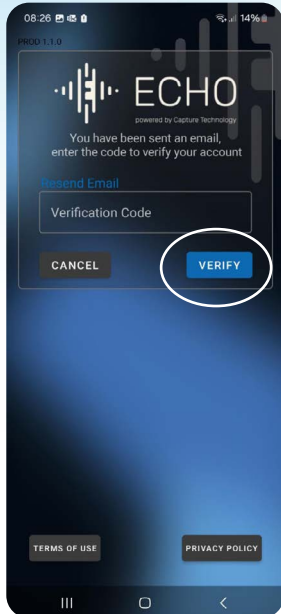 08:26 14%
PROD 1.1.0
ECHO
powered by Capture Technology
You have been sent an email,
enter the code to verify your account
Resend Email
Verification Code
CANCEL VERIFY
TERMS OF USE PRIVACY POLICY